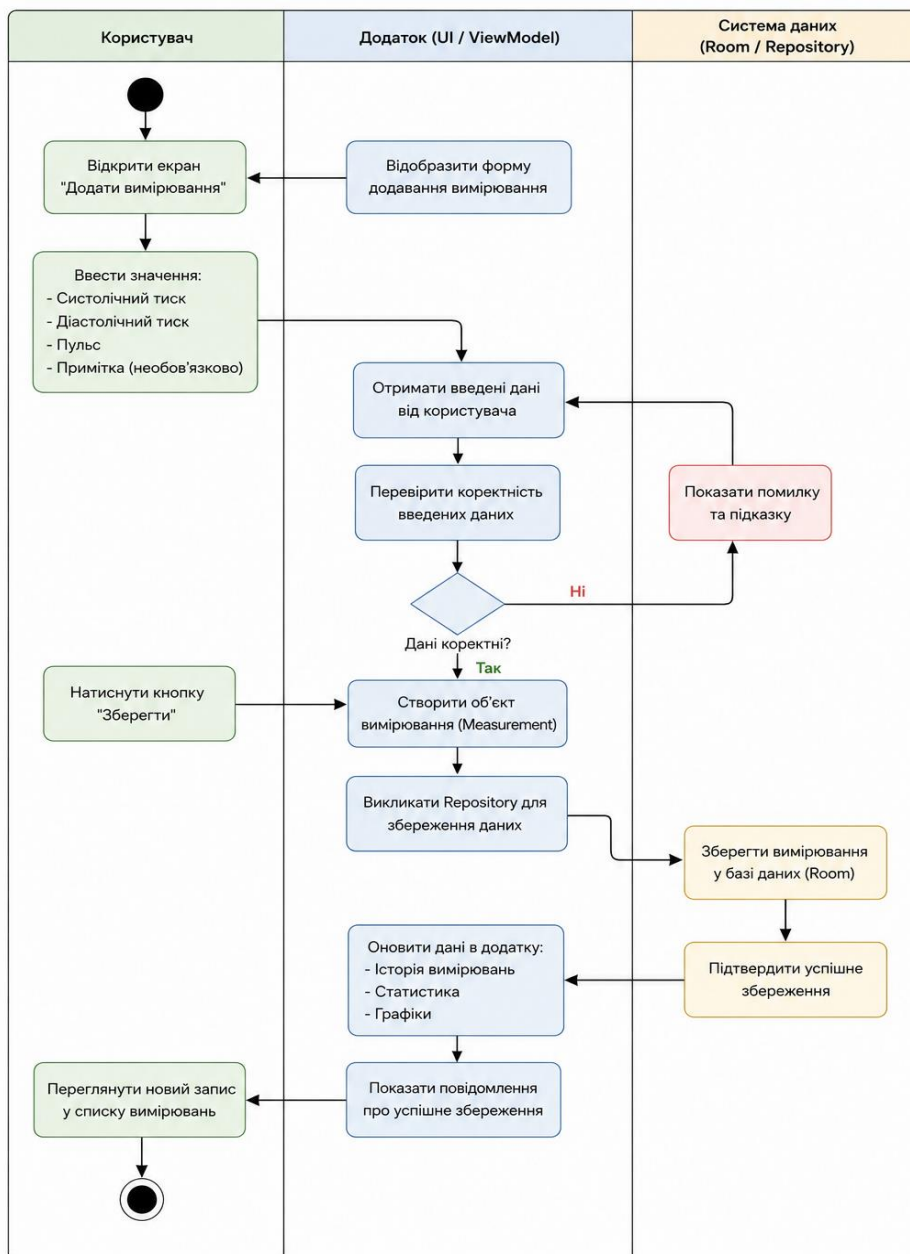 Користувач
Додаток (UI / ViewModel)
Система даних
(Room / Repository)
Відкрити екран
"Додати вимірювання"
Відобразити форму
додавання вимірювання
Ввести значення:
- Систолічний тиск
- Діастолічний тиск
- Пульс
- Примітка (необов'язково)
Отримати введені дані
від користувача
Перевірити коректність
введених даних
Показати помилку
та підказку
Ні
Дані коректні?
Так
Натиснути кнопку
"Зберегти"
Створити об'єкт
вимірювання (Measurement)
Викликати Repository для
збереження даних
Зберегти вимірювання
у базі даних (Room)
Підтвердити успішне
збереження
Оновити дані в додатку:
- Історія вимірювань
- Статистика
- Графіки
Показати повідомлення
про успішне збереження
Переглянути новий запис
у списку вимірювань